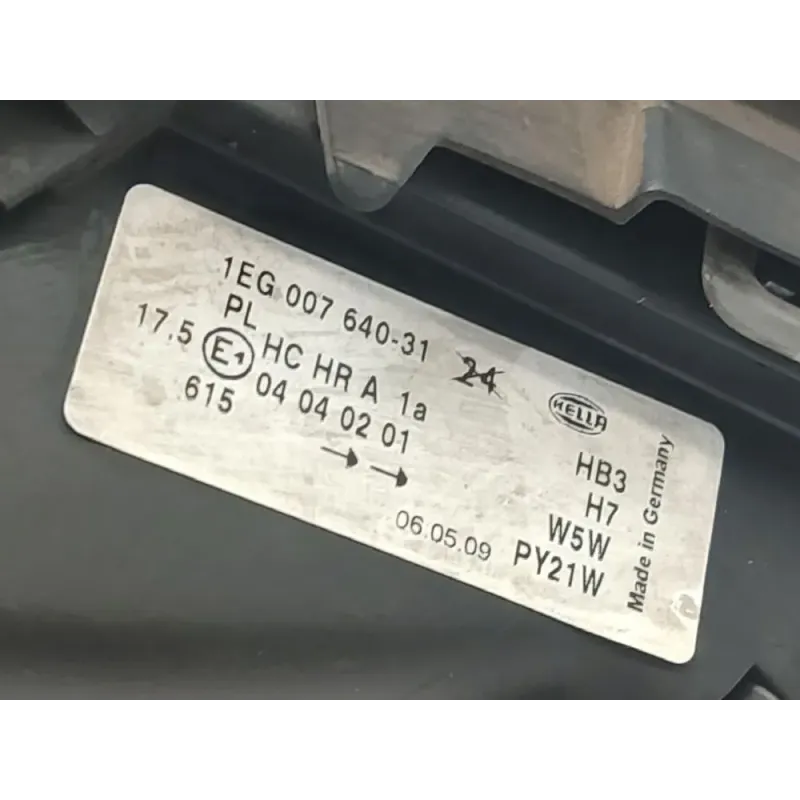 1EG 007 640-31 24
PL
17.5 E1 HC HR A 1a
615 04 04 02 01
→ →
06.05.09
HELLA
HB3
H7
W5W
PY21W
Made in Germany